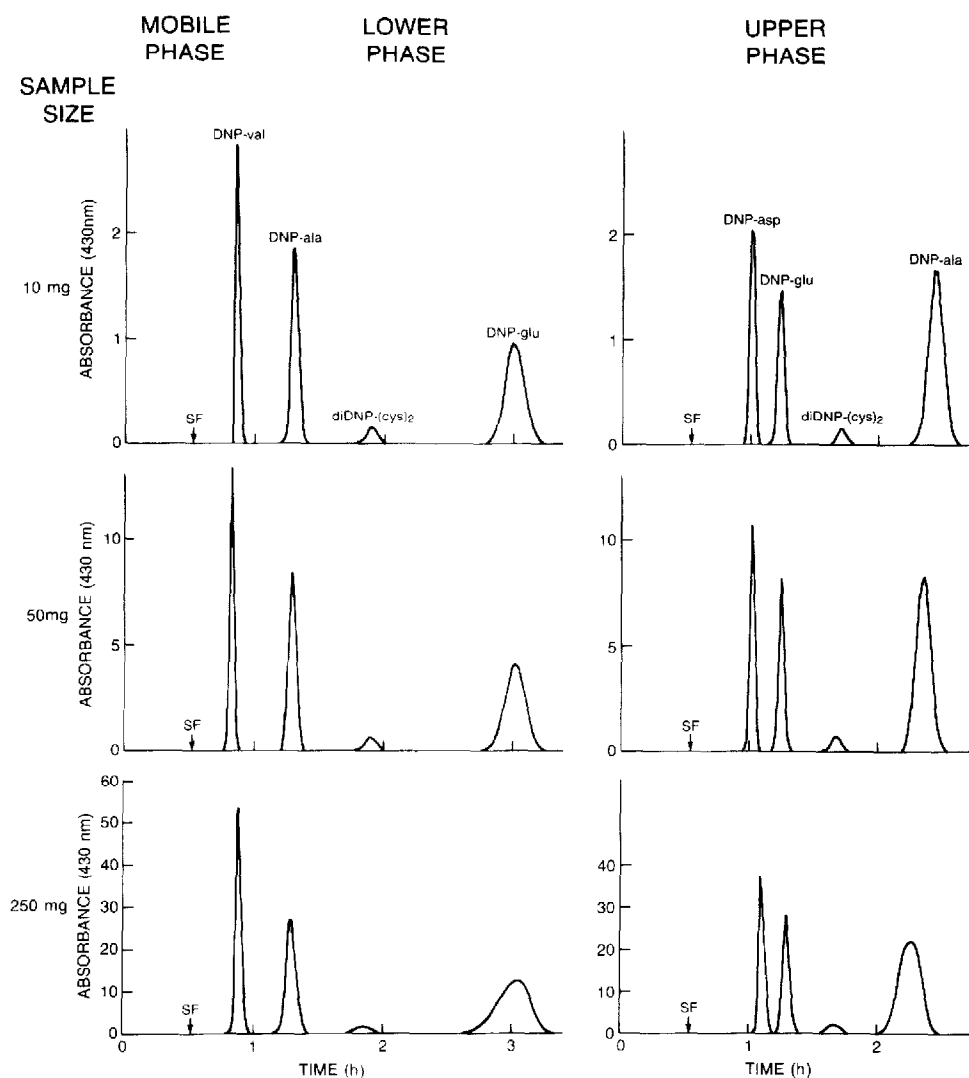 MOBILE PHASE
LOWER PHASE
UPPER PHASE
SAMPLE SIZE
10 mg
ABSORBANCE (430nm)
2
1
0
SF
DNP-val
DNP-ala
diDNP-(cys)2
DNP-glu
2
1
0
SF
DNP-asp
DNP-glu
diDNP-(cys)2
DNP-ala
50mg
ABSORBANCE (430 nm)
10
5
0
SF
10
5
0
SF
250 mg
ABSORBANCE (430 nm)
60
50
40
30
20
10
0
SF
0 1 2 3
TIME (h)
40
30
20
10
0
SF
0 1 2
TIME (h)